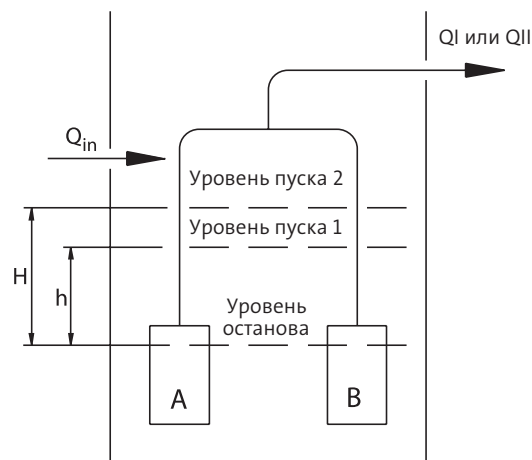 QI или QII
Qin
Уровень пуска 2
Уровень пуска 1
H
h
Уровень
останова
A
B